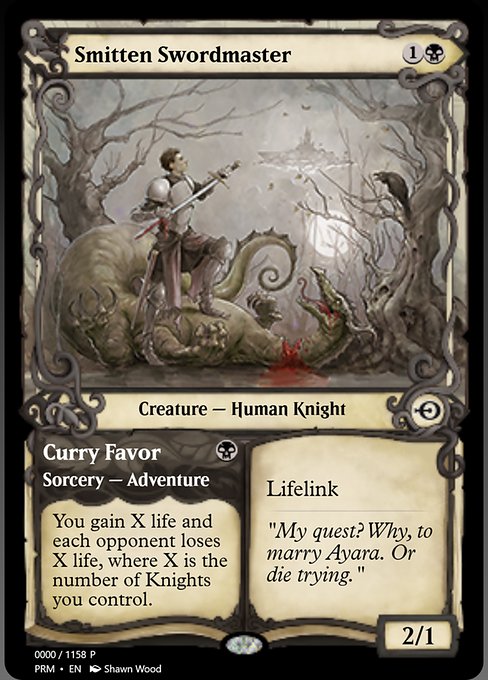 Smitten Swordmaster 1
Creature — Human Knight
Curry Favor
Sorcery — Adventure
You gain X life and
each opponent loses
X life, where X is the
number of Knights
you control.
Lifelink
"My quest? Why, to
marry Ayara. Or
die trying."
2/1
0000 / 1158 P
PRM • EN Shawn Wood